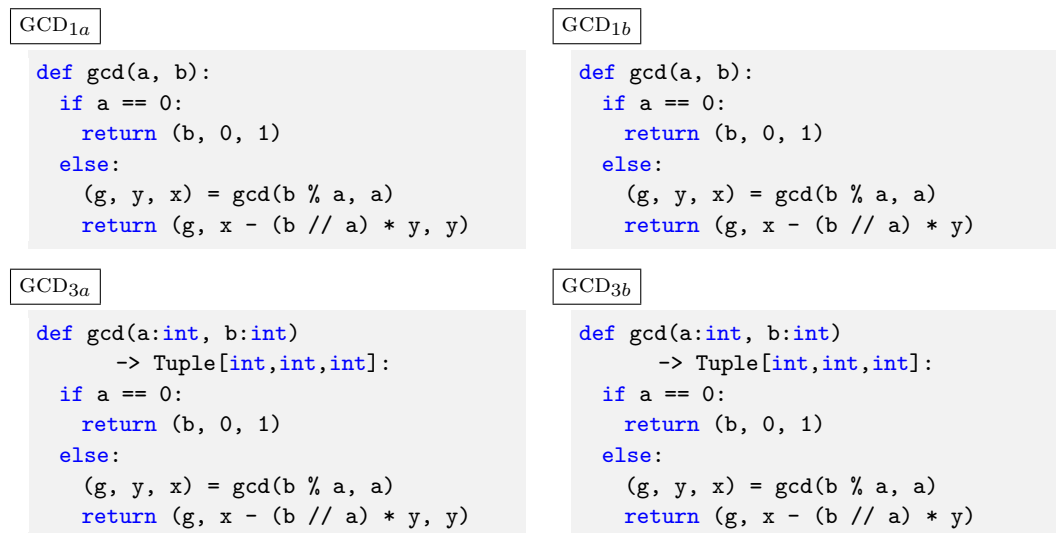 GCD1a
def gcd(a, b):
  if a == 0:
    return (b, 0, 1)
  else:
    (g, y, x) = gcd(b % a, a)
    return (g, x - (b // a) * y, y)
GCD1b
def gcd(a, b):
  if a == 0:
    return (b, 0, 1)
  else:
    (g, y, x) = gcd(b % a, a)
    return (g, x - (b // a) * y)
GCD3a
def gcd(a:int, b:int)
       -> Tuple[int,int,int]:
  if a == 0:
    return (b, 0, 1)
  else:
    (g, y, x) = gcd(b % a, a)
    return (g, x - (b // a) * y, y)
GCD3b
def gcd(a:int, b:int)
       -> Tuple[int,int,int]:
  if a == 0:
    return (b, 0, 1)
  else:
    (g, y, x) = gcd(b % a, a)
    return (g, x - (b // a) * y)